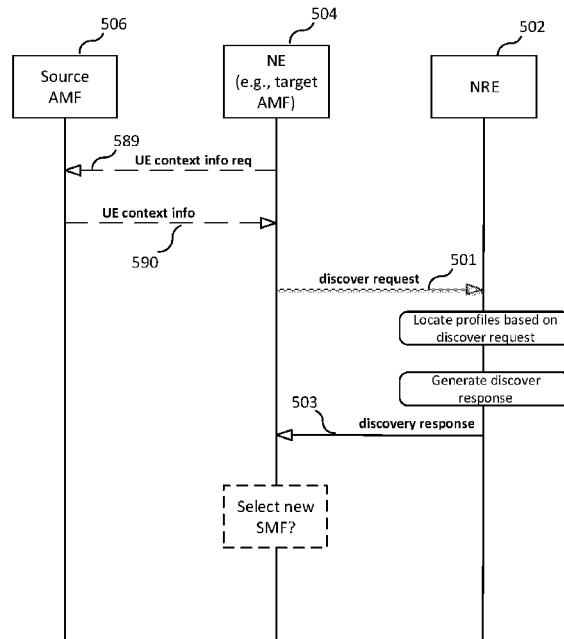 506
504
502
Source
AMF
NE
(e.g., target
AMF)
NRE
589
UE context info req
UE context info
590
501
discover request
Locate profiles based on
discover request
Generate discover
response
503
discovery response
Select new
SMF?